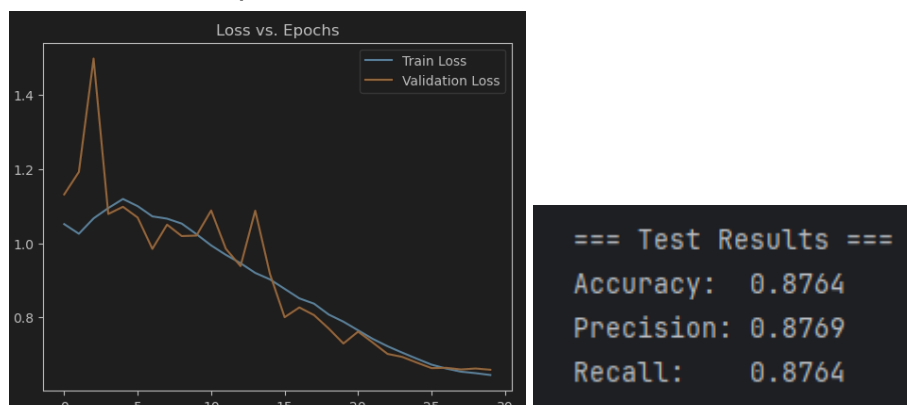 Loss vs. Epochs
Train Loss
Validation Loss
1.4
1.2
1.0
0.8
0 5 10 15 20 25 30
=== Test Results ===
Accuracy: 0.8764
Precision: 0.8769
Recall: 0.8764